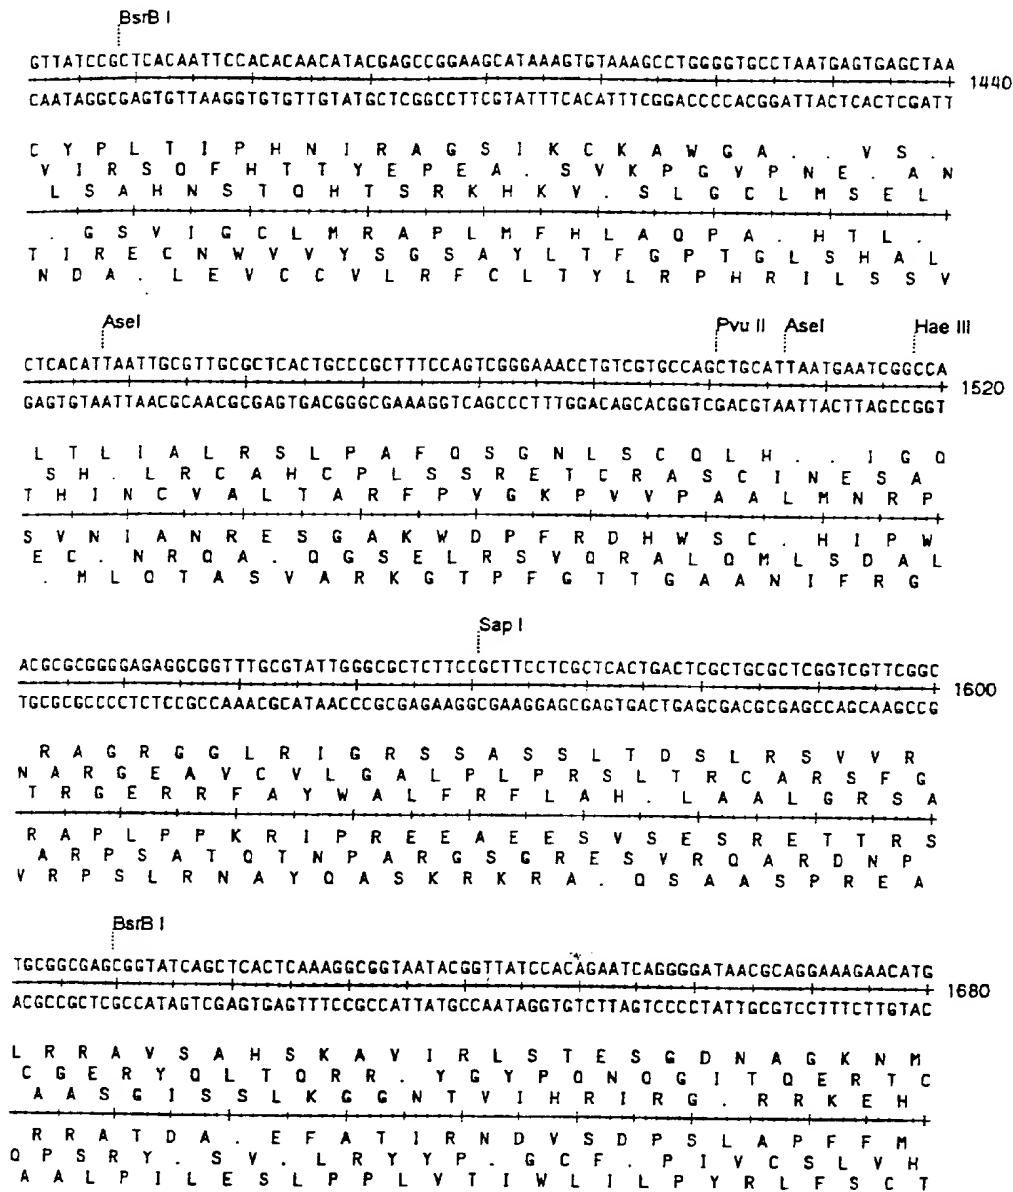 BsrB I
GTTATCCGCTCACAATTCCACACAACATACGAGCCGGAAGCATAAAGTGTAAAGCCTGGGGTGCCTAATGAGTGAGCTAA
1440
CAATAGGCGAGTGTTAAGGTGTGTTGTATGCTCGGCCTTCGTATTTCACATTTCGGACCCCACGGATTACTCACTCGATT
C Y P L T I P H N I R A G S I K C K A W G A . . V S .
V I R S Q F H T T Y E P E A . S V K P G V P N E . A N
L S A H N S T Q H T S R K H K V . S L G C L M S E L
. G S V I G C L M R A P L M F H L A Q P A . H T L .
T I R E C N W V V Y S G S A Y L T F G P T G L S H A L
N D A . L E V C C V L R F C L T Y L R P H R I L S S V
AseI Pvu II AseI Hae III
CTCACATTAATTGCGTTGCGCTCACTGCCCGCTTTCCAGTCGGGAAACCTGTCGTGCCAGCTGCATTAATGAATCGGCCA
1520
GAGTGTAATTAACGCAACGCGAGTGACGGGCGAAAGGTCAGCCCTTTGGACAGCACGGTCGACGTAATTACTTAGCCGGT
L T L I A L R S L P A F Q S G N L S C Q L H . . I G Q
S H . L R C A H C P L S S R E T C R A S C I N E S A
T H I N C V A L T A R F P V G K P V V P A A L M N R P
S V N I A N R E S G A K W D P F R D H W S C . H I P W
E C . N R Q A . Q G S E L R S V Q R A L Q M L S D A L
. M L Q T A S V A R K G T P F G T T G A A N I F R G
Sap I
ACGCGCGGGGAGAGGCGGTTTGCGTATTGGGCGCTCTTCCGCTTCCTCGCTCACTGACTCGCTGCGCTCGGTCGTTCGGC
1600
TGCGCGCCCCTCTCCGCCAAACGCATAACCCGCGAGAAGGCGAAGGAGCGAGTGACTGAGCGACGCGAGCCAGCAAGCCG
R A G R G G L R I G R S S A S S L T D S L R S V V R
N A R G E A V C V L G A L P L P R S L T R C A R S F G
T R G E R R F A Y W A L F R F L A H . L A A L G R S A
R A P L P P K R I P R E E A E E S V S E S R E T T R S
A R P S A T Q T N P A R G S G R E S V R Q A R D N P
V R P S L R N A Y Q A S K R K R A . Q S A A S P R E A
BsrB I
TGCGGCGAGCGGTATCAGCTCACTCAAAGGCGGTAATACGGTTATCCACAGAATCAGGGGATAACGCAGGAAAGAACATG
1680
ACGCCGCTCGCCATAGTCGAGTGAGTTTCCGCCATTATGCCAATAGGTGTCTTAGTCCCCTATTGCGTCCTTTCTTGTAC
L R R A V S A H S K A V I R L S T E S G D N A G K N M
C G E R Y Q L T Q R R . Y G Y P Q N Q G I T Q E R T C
A A S G I S S L K G G N T V I H R I R G . R R K E H
R R A T D A . E F A T I R N D V S D P S L A P F F M
Q P S R Y . S V . L R Y Y P . G C F . P I V C S L V H
A A L P I L E S L P P L V T I W L I L P Y R L F S C T